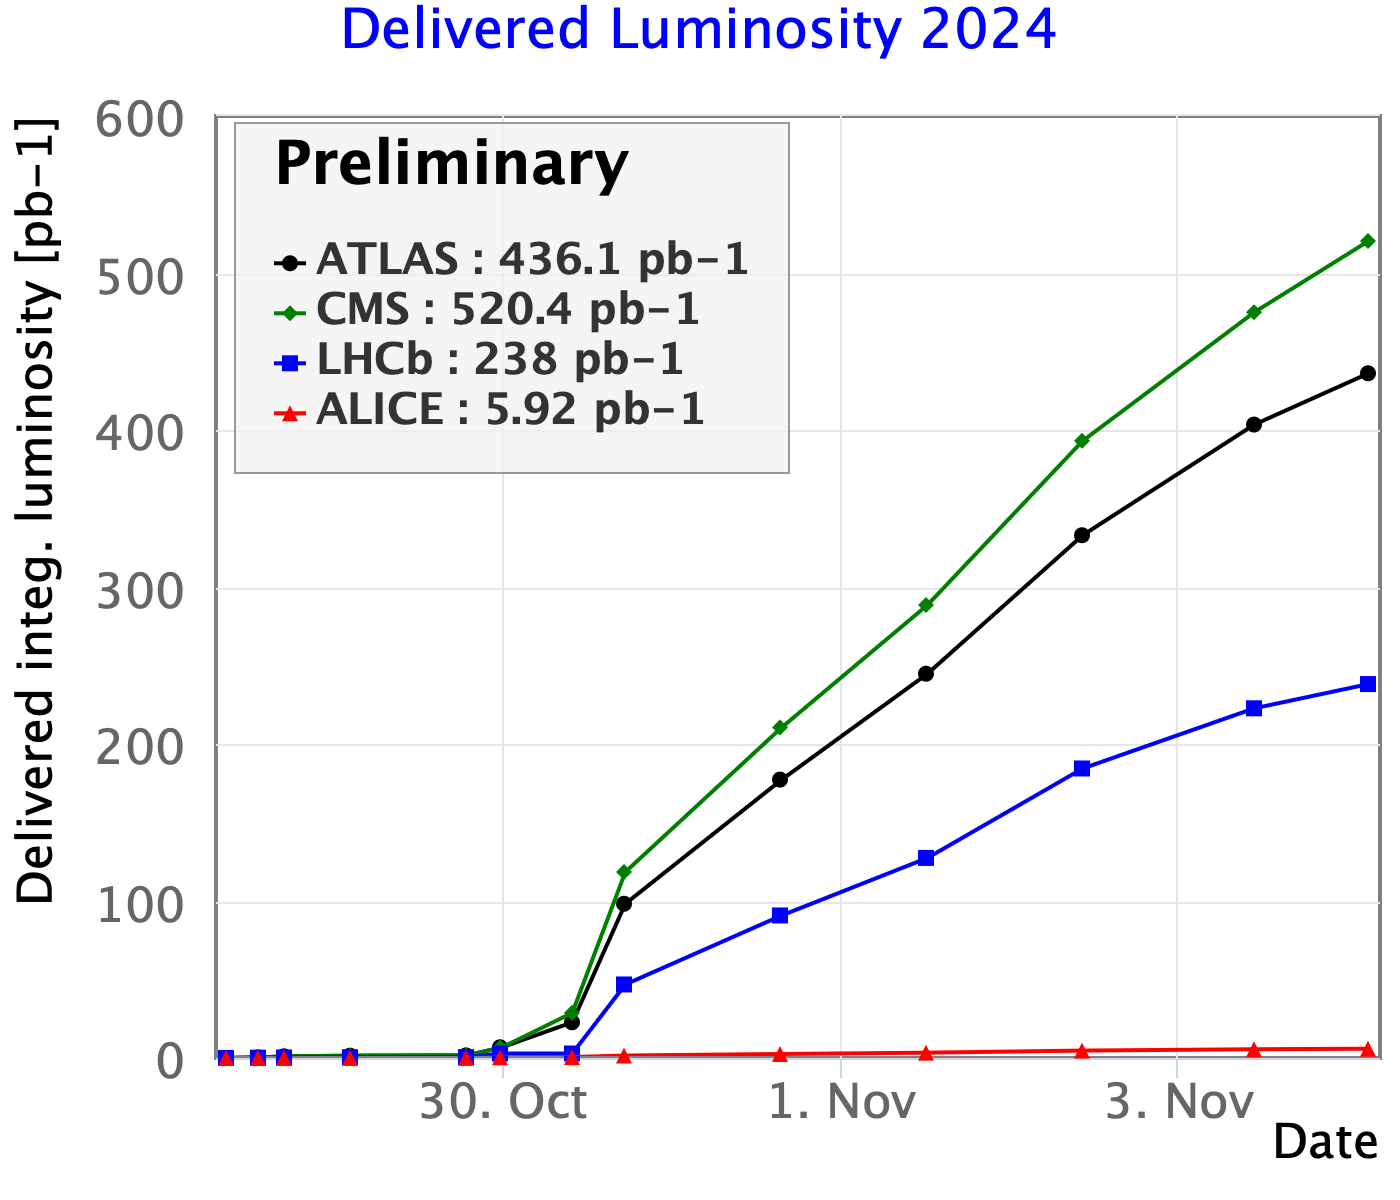 Delivered Luminosity 2024
Delivered integ. luminosity [pb-1]
600
500
400
300
200
100
0
Preliminary
ATLAS : 436.1 pb-1
CMS : 520.4 pb-1
LHCb : 238 pb-1
ALICE : 5.92 pb-1
30. Oct
1. Nov
3. Nov
Date